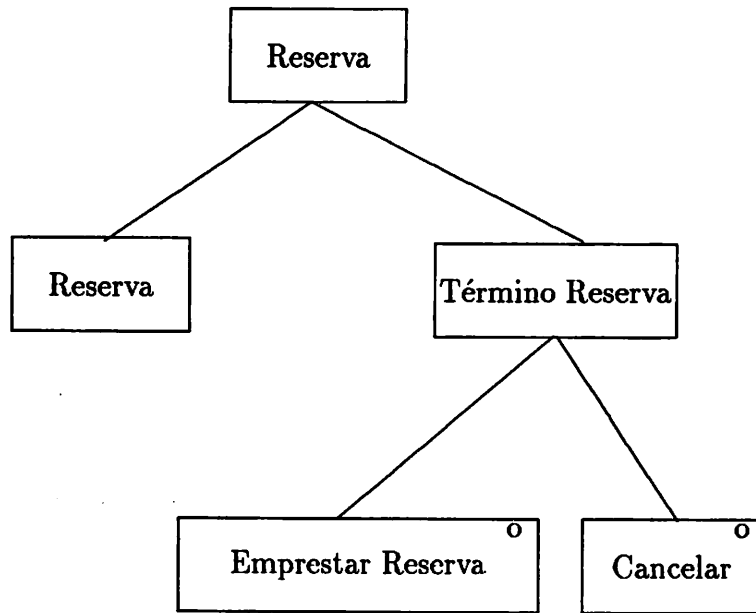 Reserva
Reserva
Término Reserva
o
o
Emprestar Reserva
Cancelar